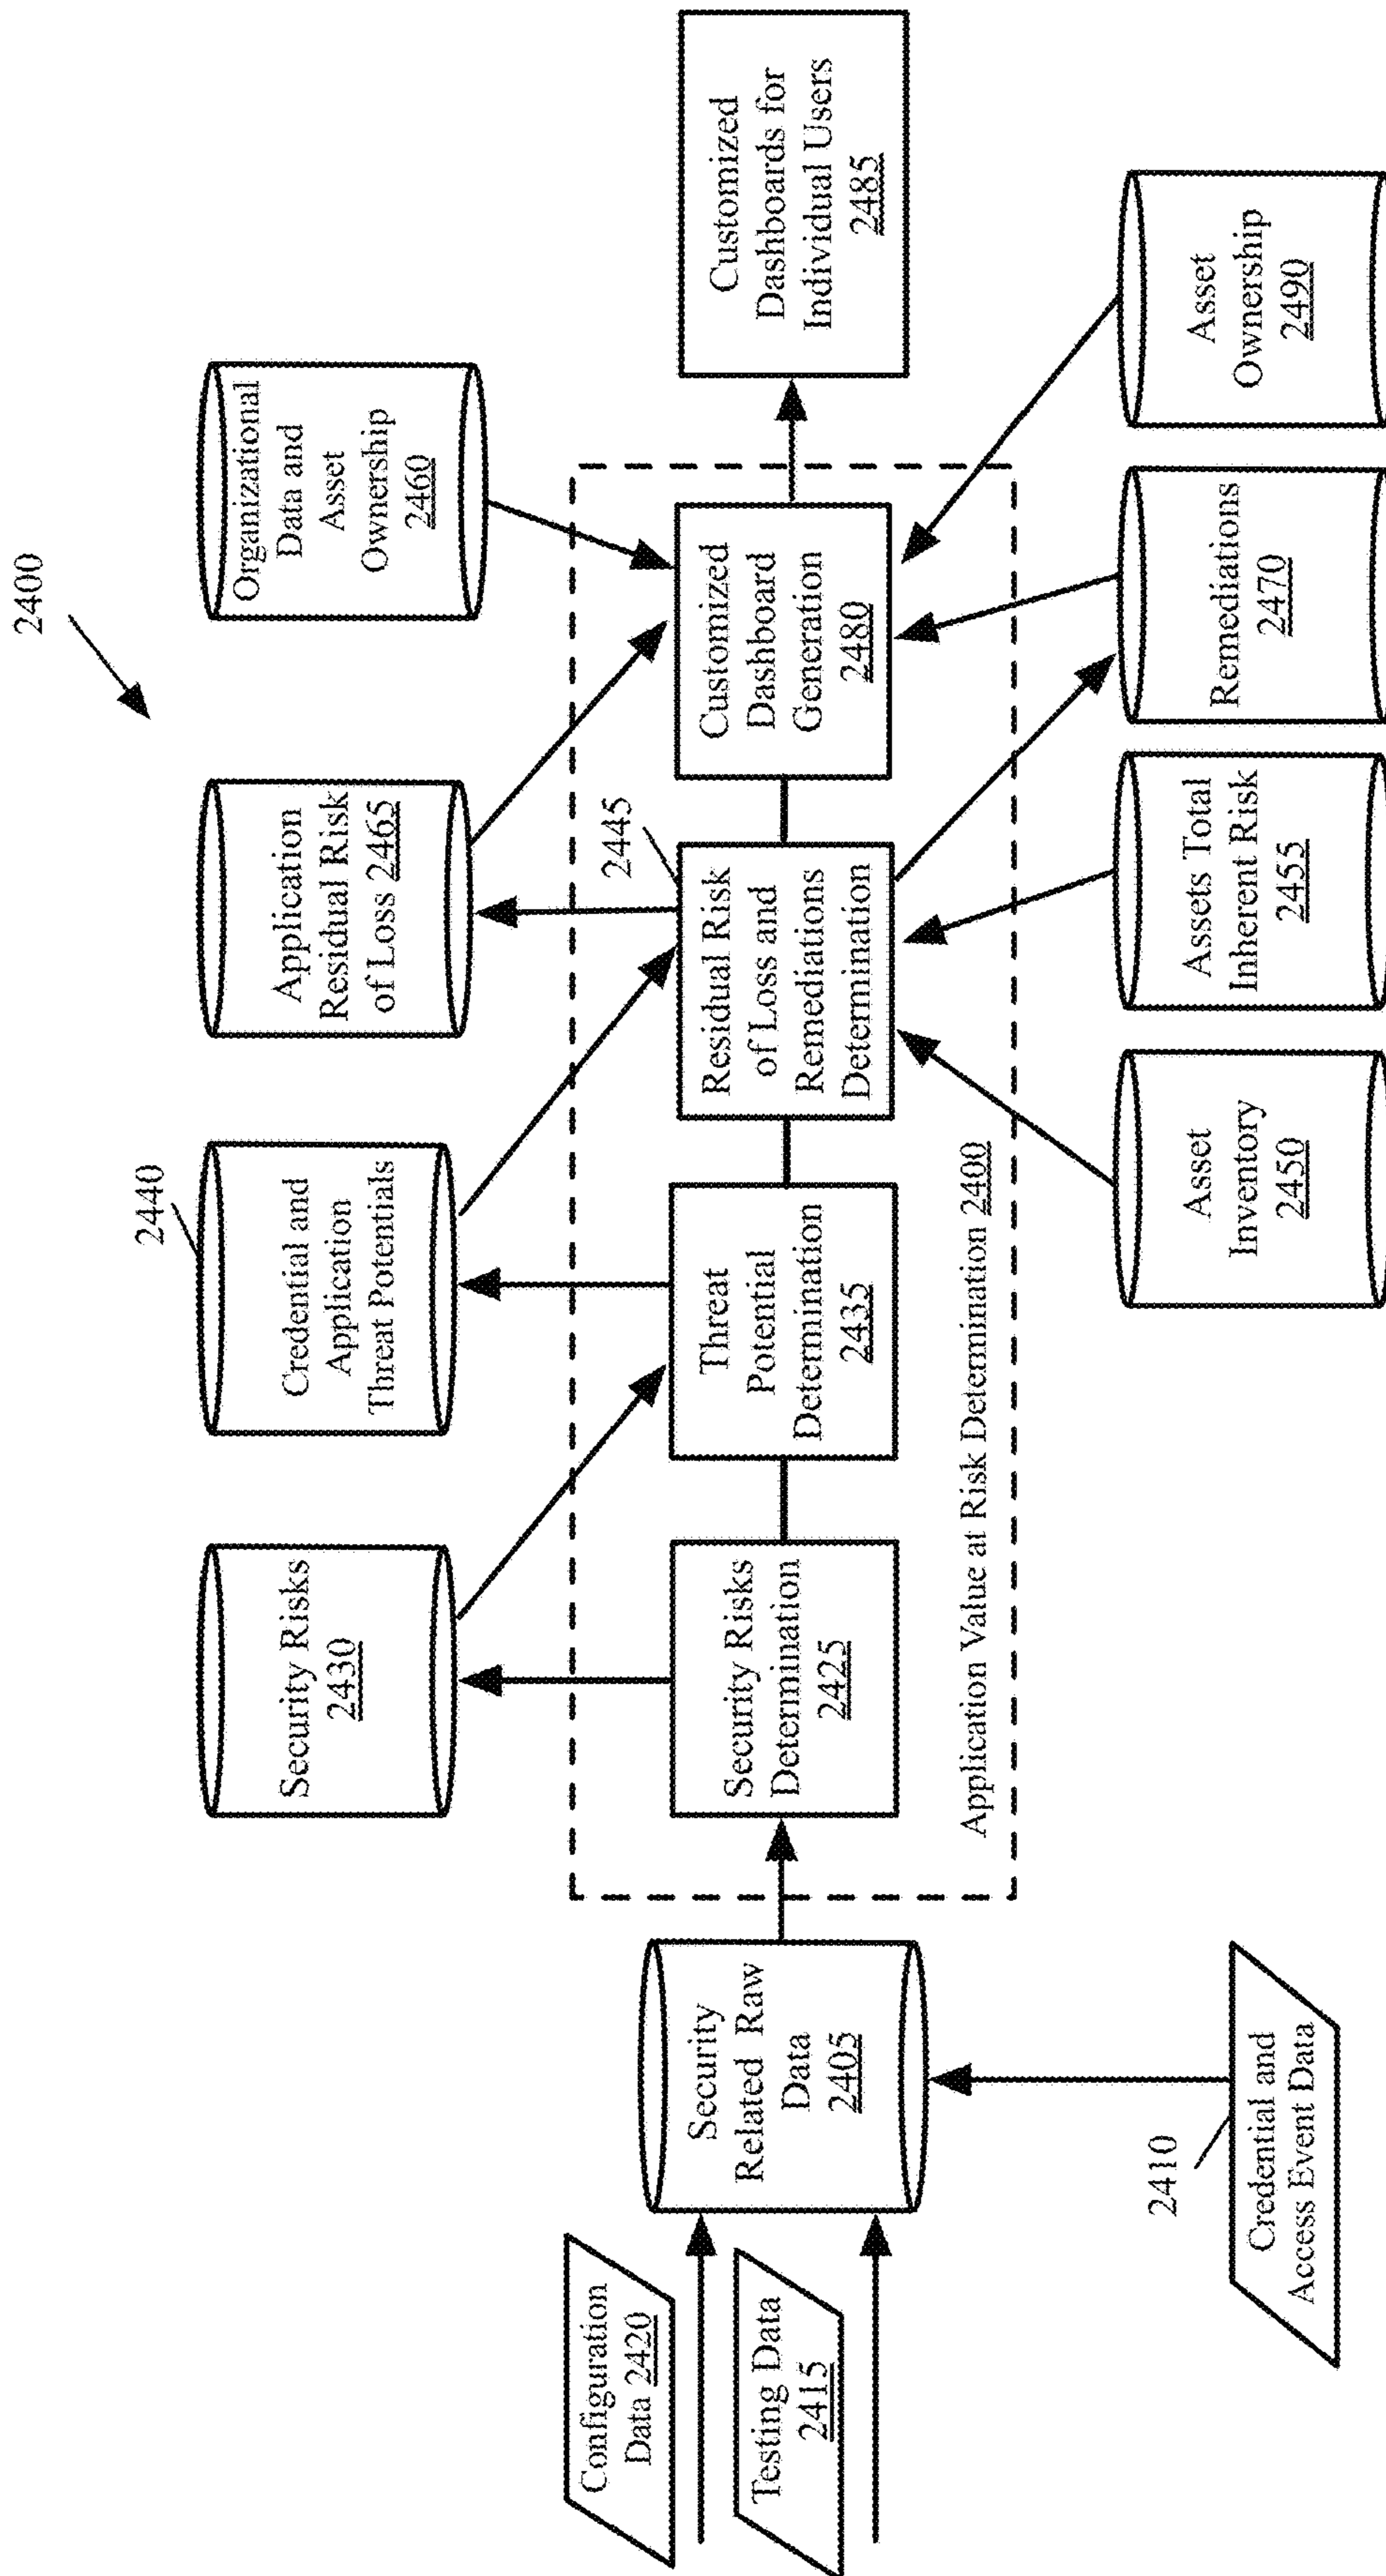 2400
Security Risks
2430
2440
Credential and
Application
Threat Potentials
Application
Residual Risk
of Loss 2465
Organizational
Data and
Asset
Ownership
2460
Configuration
Data 2420
Testing Data
2415
Security
Related Raw
Data
2405
Security Risks
Determination
2425
Threat
Potential
Determination
2435
2445
Residual Risk
of Loss and
Remediations
Determination
Customized
Dashboard
Generation
2480
Customized
Dashboards for
Individual Users
2485
Application Value at Risk Determination 2400
2410
Credential and
Access Event Data
Asset
Inventory
2450
Assets Total
Inherent Risk
2455
Remediations
2470
Asset
Ownership
2490